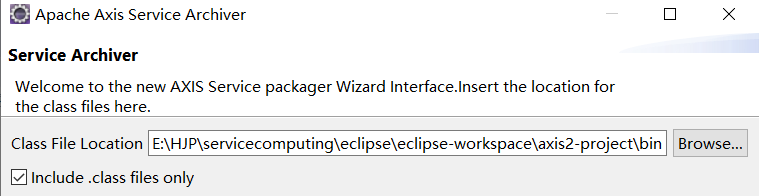 Apache Axis Service Archiver
Service Archiver
Welcome to the new AXIS Service packager Wizard Interface.Insert the location for
the class files here.
Class File Location E:\HJP\servicecomputing\eclipse\eclipse-workspace\axis2-project\bin Browse...
Include .class files only